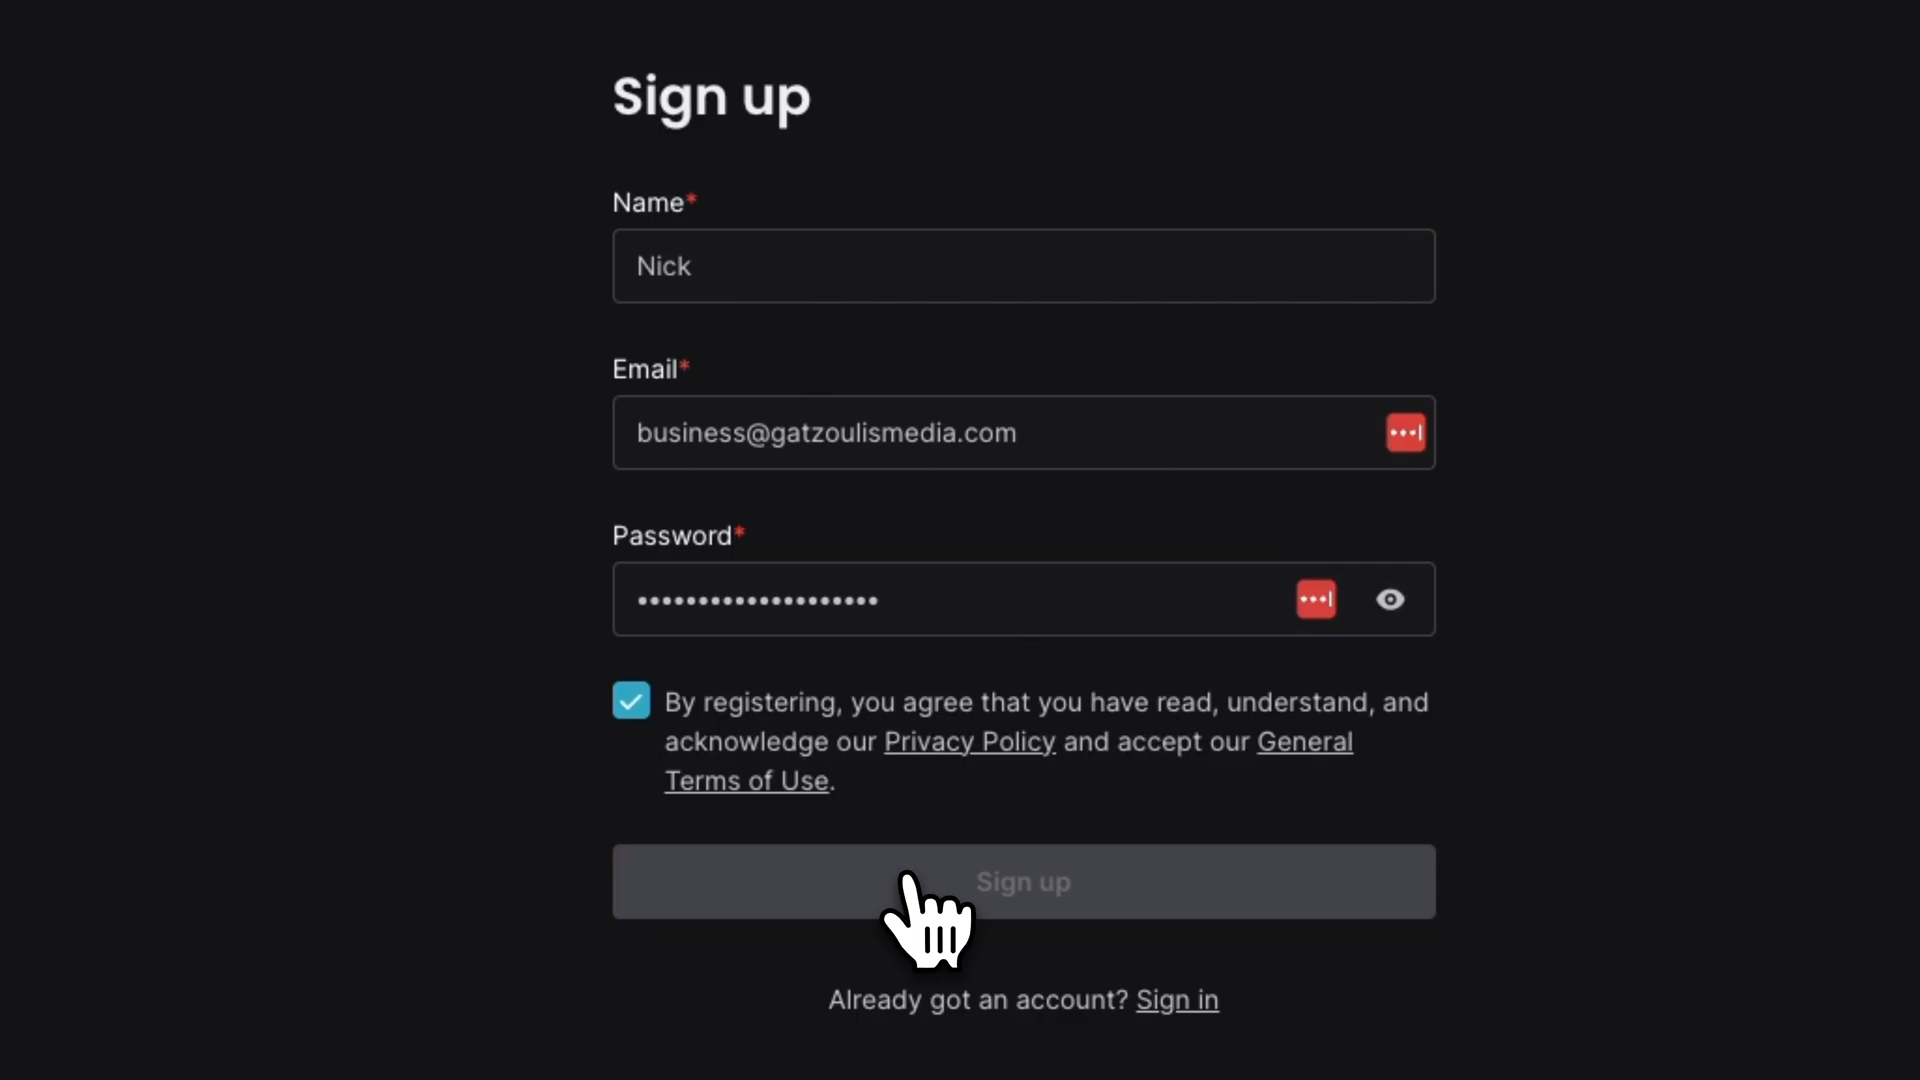 Sign up
Name*
Nick
Email*
business@gatzoulismedia.com
Password*
••••••••••••••••••••
By registering, you agree that you have read, understand, and
acknowledge our Privacy Policy and accept our General
Terms of Use.
Sign up
Already got an account? Sign in